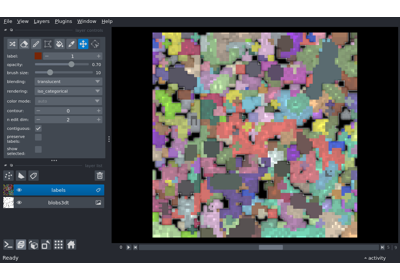 File View Layers Plugins Window Help
label: 1
opacity: 0.70
brush size: 10
blending: translucent
rendering: iso_categorical
color mode:
contour: 0
n edit dim: 2
contiguous:
preserve labels:
show selected:
labels
blobs3dt
0
Ready
activity